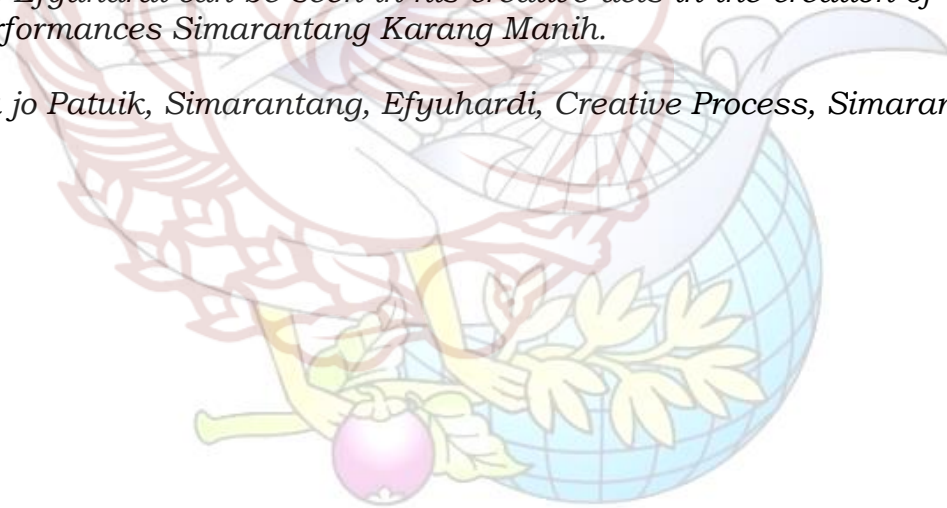 Efyuhardi can be seen in his creative acts in the creation of
rformances Simarantang Karang Manih.
jo Patuik, Simarantang, Efyuhardi, Creative Process, Simaran